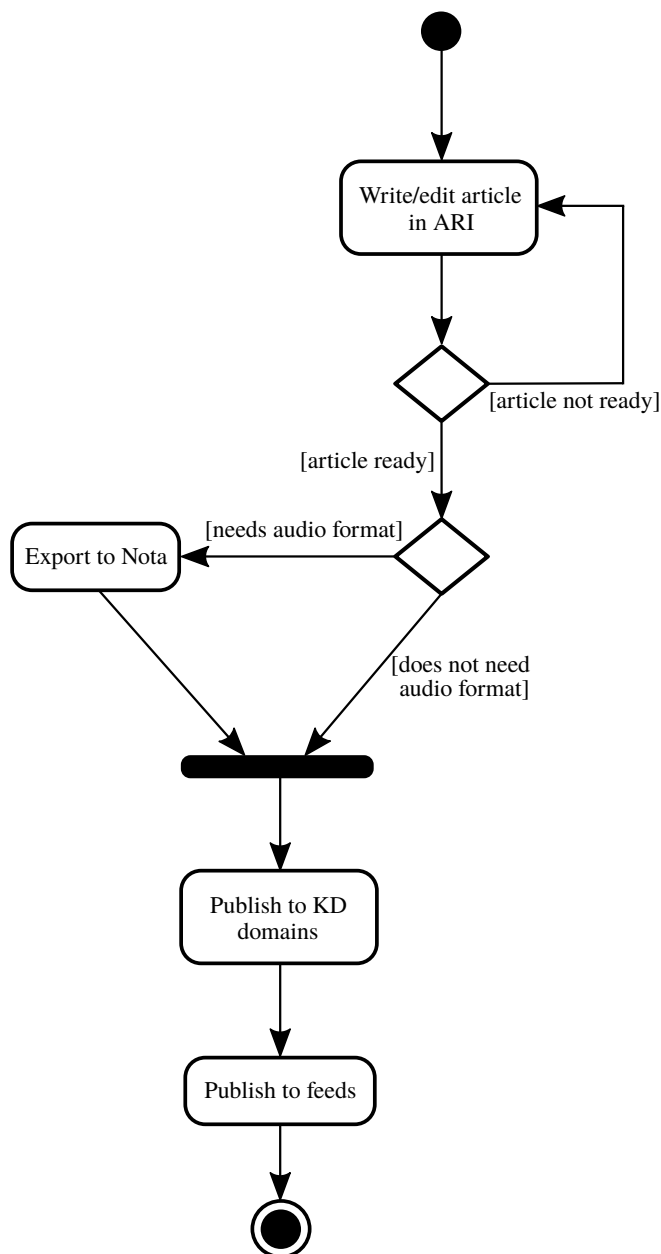 Write/edit article
in ARI
[article not ready]
[article ready]
[needs audio format]
Export to Nota
[does not need
audio format]
Publish to KD
domains
Publish to feeds